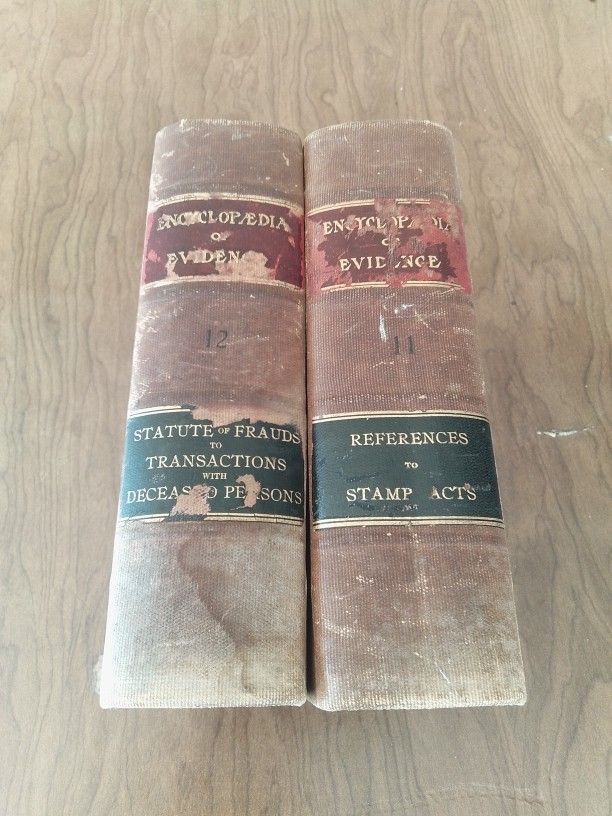 ENCYCLOPÆDIA
OF
EVIDENCE
12
STATUTE OF FRAUDS
TO
TRANSACTIONS
WITH
DECEASED PERSONS
ENCYCLOPÆDIA
OF
EVIDENCE
11
REFERENCES
TO
STAMP ACTS